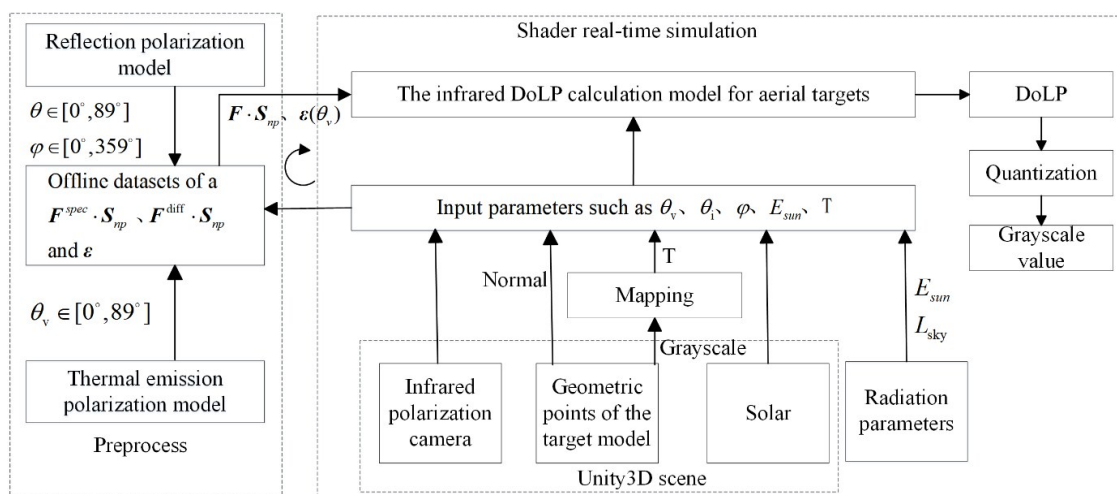 Reflection polarization
model
θ∈[0°,89°]
φ∈[0°,359°]
Offline datasets of a
F^spec · S_np 、F^diff · S_np
and ε
θ_v ∈[0°,89°]
Thermal emission
polarization model
Preprocess
Shader real-time simulation
F · S_np、ε(θ_v)
The infrared DoLP calculation model for aerial targets
DoLP
Quantization
Grayscale
value
Input parameters such as θ_v、θ_i、φ、E_sun、T
Normal
T
Mapping
Grayscale
E_sun
L_sky
Infrared
polarization
camera
Geometric
points of the
target model
Solar
Radiation
parameters
Unity3D scene